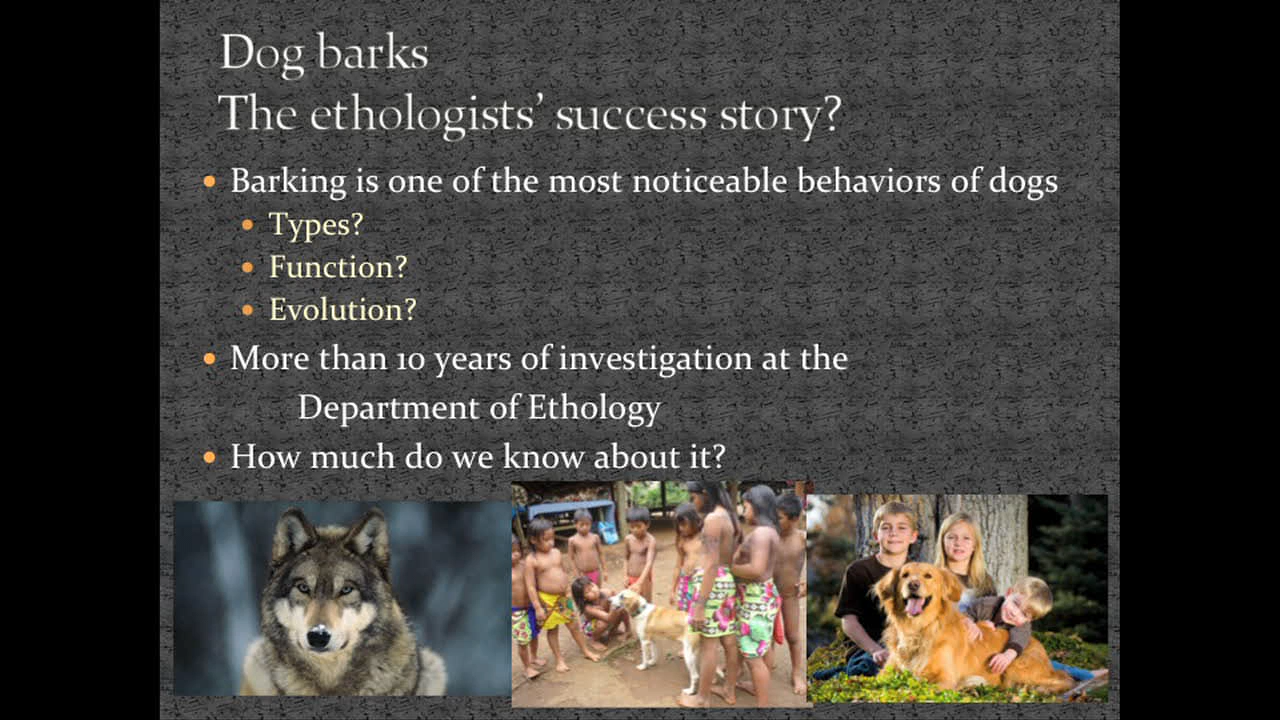 Dog barks
The ethologists’ success story?
Barking is one of the most noticeable behaviors of dogs
Types?
Function?
Evolution?
More than 10 years of investigation at the
Department of Ethology
How much do we know about it?